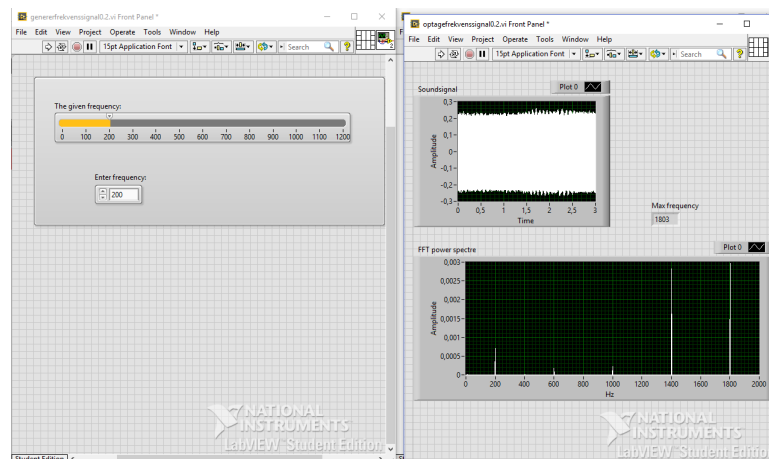 genererfrekvenssignal0.2.vi Front Panel *
File Edit View Project Operate Tools Window Help
15pt Application Font
Search
2
The given frequency:
0 100 200 300 400 500 600 700 800 900 1000 1100 1200
Enter frequency:
200
NATIONAL
INSTRUMENTS
LabVIEW Student Edition
Student Edition
optagefrekvenssignal0.2.vi Front Panel *
File Edit View Project Operate Tools Window Help
15pt Application Font
Search
Soundsignal
Plot 0
0,3
0,2
0,1
0
-0,1
-0,2
-0,3
Amplitude
0 0,5 1 1,5 2 2,5 3
Time
Max frequency
1803
FFT power spectre
Plot 0
0,003
0,0025
0,002
0,0015
0,001
0,0005
0
Amplitude
0 200 400 600 800 1000 1200 1400 1600 1800 2000
Hz
NATIONAL
INSTRUMENTS
LabVIEW Student Editio